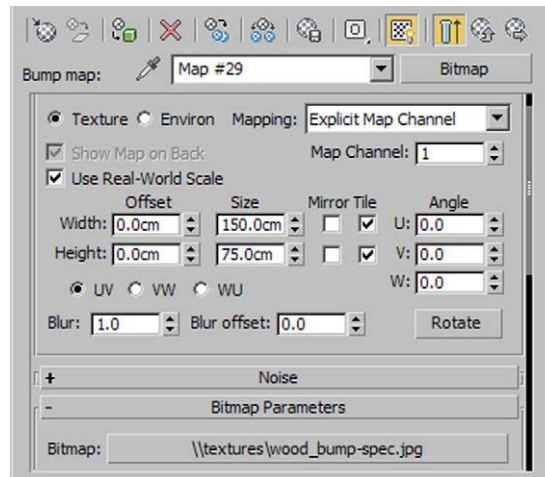 Bump map: Map #29 Bitmap
Texture Environ Mapping: Explicit Map Channel
Show Map on Back Map Channel: 1
Use Real-World Scale
Offset Size Mirror Tile Angle
Width: 0.0cm 150.0cm U: 0.0
Height: 0.0cm 75.0cm V: 0.0
UV VW WU W: 0.0
Blur: 1.0 Blur offset: 0.0 Rotate
+ Noise
- Bitmap Parameters
Bitmap: \\textures\wood_bump-spec.jpg